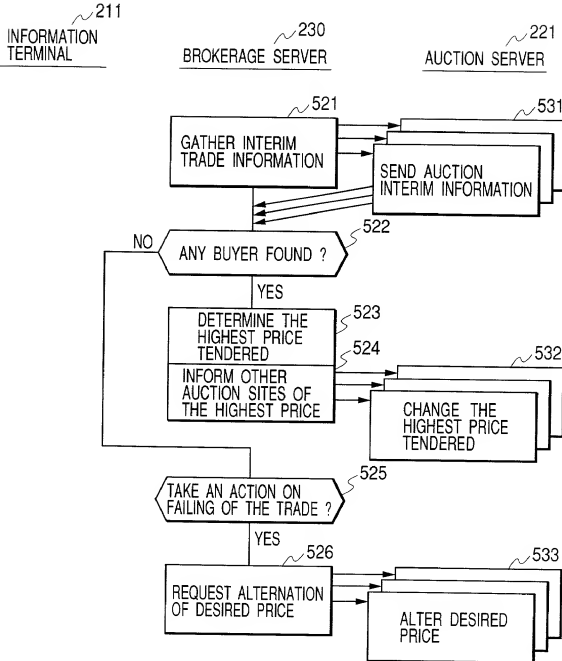 211
INFORMATION
TERMINAL
230
BROKERAGE SERVER
221
AUCTION SERVER
521
GATHER INTERIM
TRADE INFORMATION
531
SEND AUCTION
INTERIM INFORMATION
522
NO
ANY BUYER FOUND ?
YES
523
DETERMINE THE
HIGHEST PRICE
TENDERED
524
INFORM OTHER
AUCTION SITES OF
THE HIGHEST PRICE
532
CHANGE THE
HIGHEST PRICE
TENDERED
525
TAKE AN ACTION ON
FAILING OF THE TRADE ?
YES
526
REQUEST ALTERNATION
OF DESIRED PRICE
533
ALTER DESIRED
PRICE